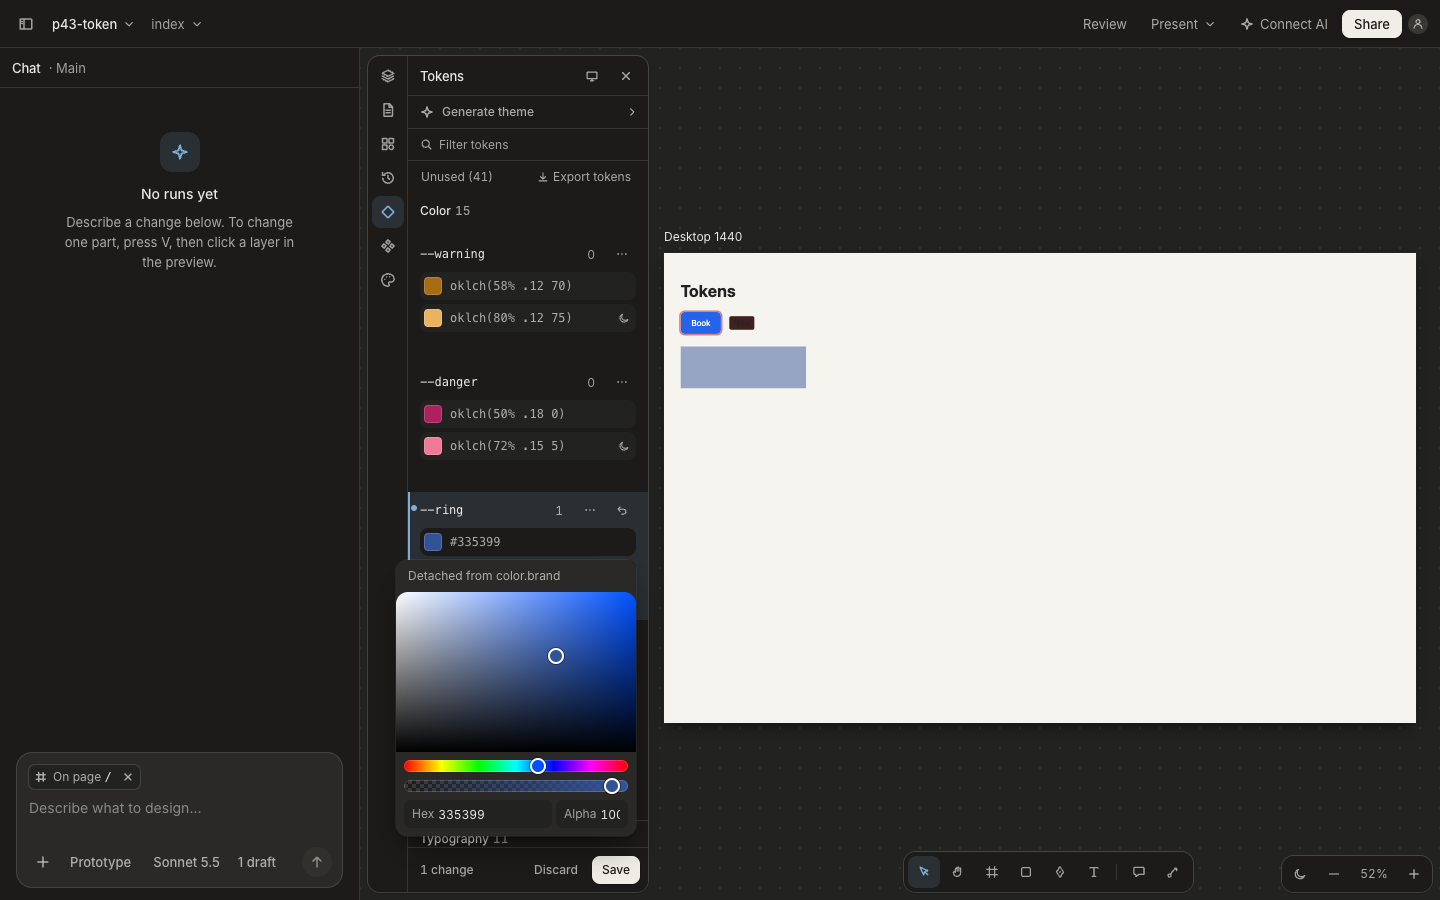 p43-token
index
Review
Present
Connect AI
Share
Chat · Main
No runs yet
Describe a change below. To change
one part, press V, then click a layer in
the preview.
On page /
Describe what to design...
Prototype
Sonnet 5.5
1 draft
Tokens
Generate theme
Filter tokens
Unused (41)
Export tokens
Color 15
--warning 0
oklch(58% .12 70)
oklch(80% .12 75)
--danger 0
oklch(50% .18 0)
oklch(72% .15 5)
--ring 1
#335399
Detached from color.brand
Hex 335399
Alpha 100
Typography 11
1 change
Discard
Save
Desktop 1440
Tokens
Book
52%